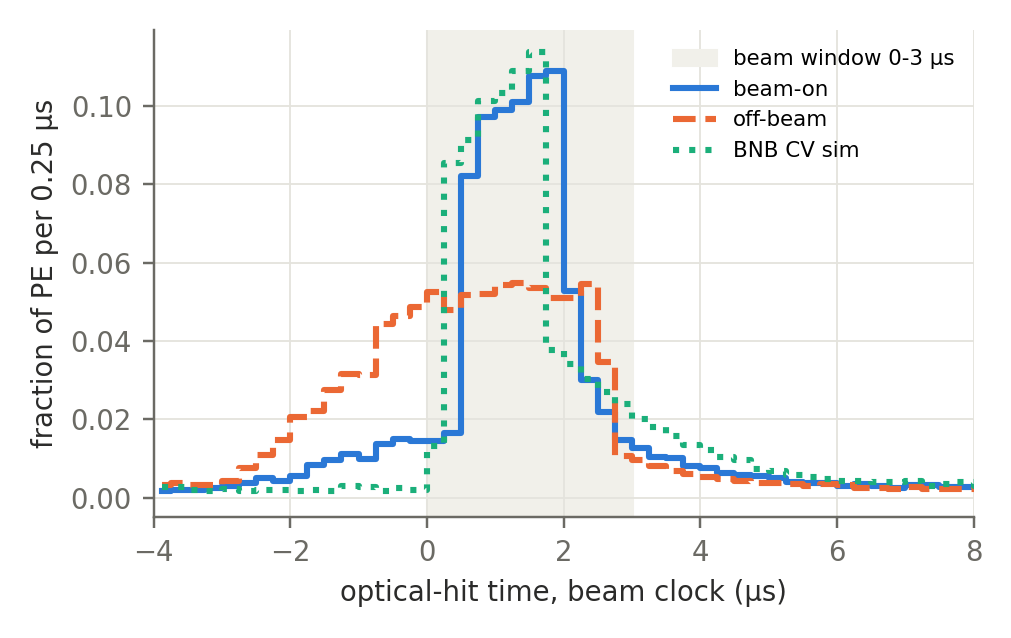 beam window 0-3 µs
beam-on
off-beam
BNB CV sim
fraction of PE per 0.25 µs
0.10
0.08
0.06
0.04
0.02
0.00
−4 −2 0 2 4 6 8
optical-hit time, beam clock (µs)